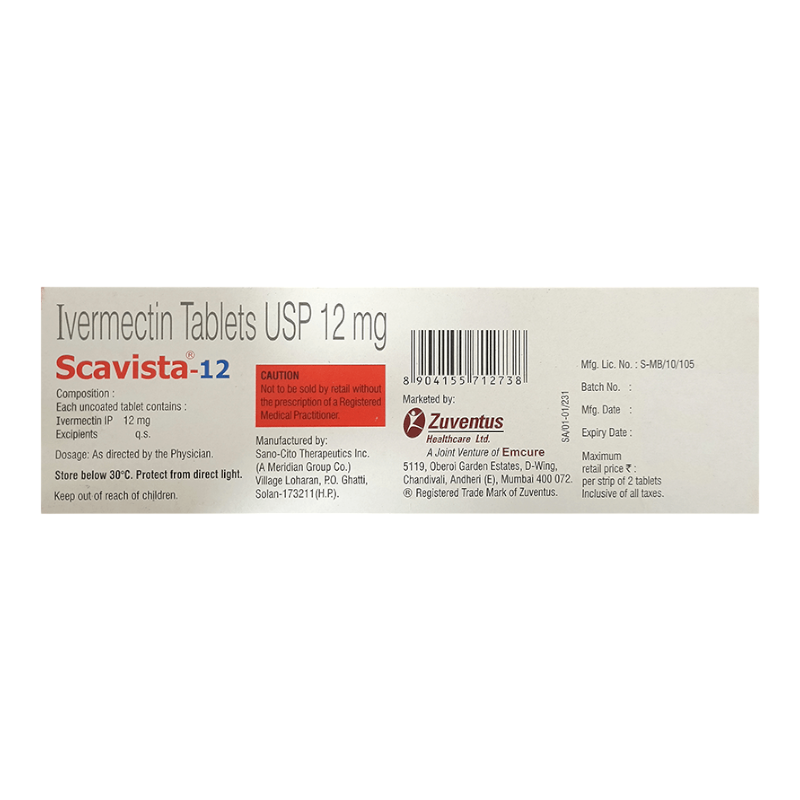 Ivermectin Tablets USP 12 mg
Scavista®-12
Composition :
Each uncoated tablet contains :
Ivermectin IP 12 mg
Excipients q.s.
Dosage: As directed by the Physician.
Store below 30°C. Protect from direct light.
Keep out of reach of children.
CAUTION
Not to be sold by retail without
the prescription of a Registered
Medical Practitioner.
Manufactured by:
Sano-Cito Therapeutics Inc.
(A Meridian Group Co.)
Village Loharan, P.O. Ghatti,
Solan-173211(H.P.).
8 904155 712738
Marketed by:
Zuventus
Healthcare Ltd.
A Joint Venture of Emcure
5119, Oberoi Garden Estates, D-Wing,
Chandivali, Andheri (E), Mumbai 400 072.
® Registered Trade Mark of Zuventus.
SA/01-01/231
Mfg. Lic. No. : S-MB/10/105
Batch No. :
Mfg. Date :
Expiry Date :
Maximum
retail price ₹ :
per strip of 2 tablets
Inclusive of all taxes.